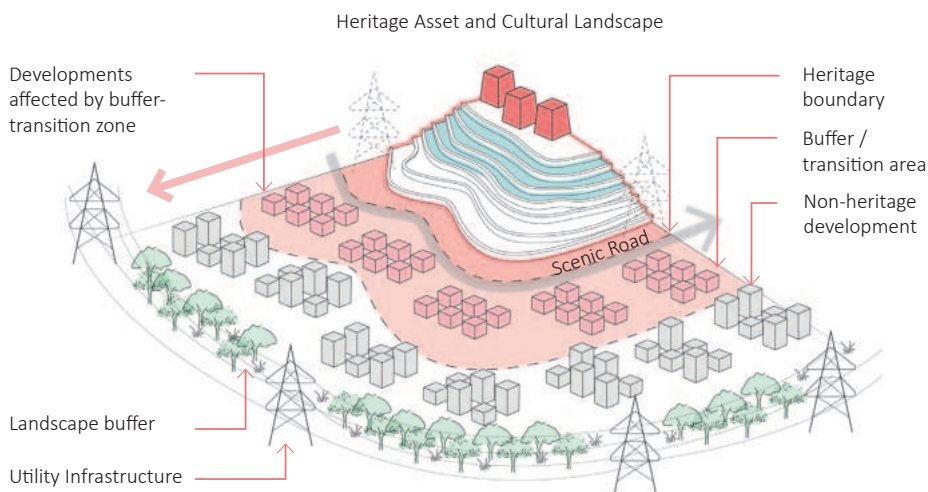 Heritage Asset and Cultural Landscape
Developments
affected by buffer-
transition zone
Heritage
boundary
Buffer /
transition area
Non-heritage
development
Scenic Road
Landscape buffer
Utility Infrastructure